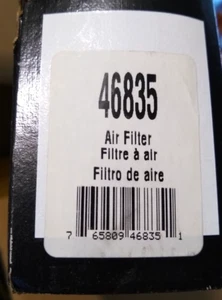 46835
Air Filter
Filtre à air
Filtro de aire
7 65809 46835 1